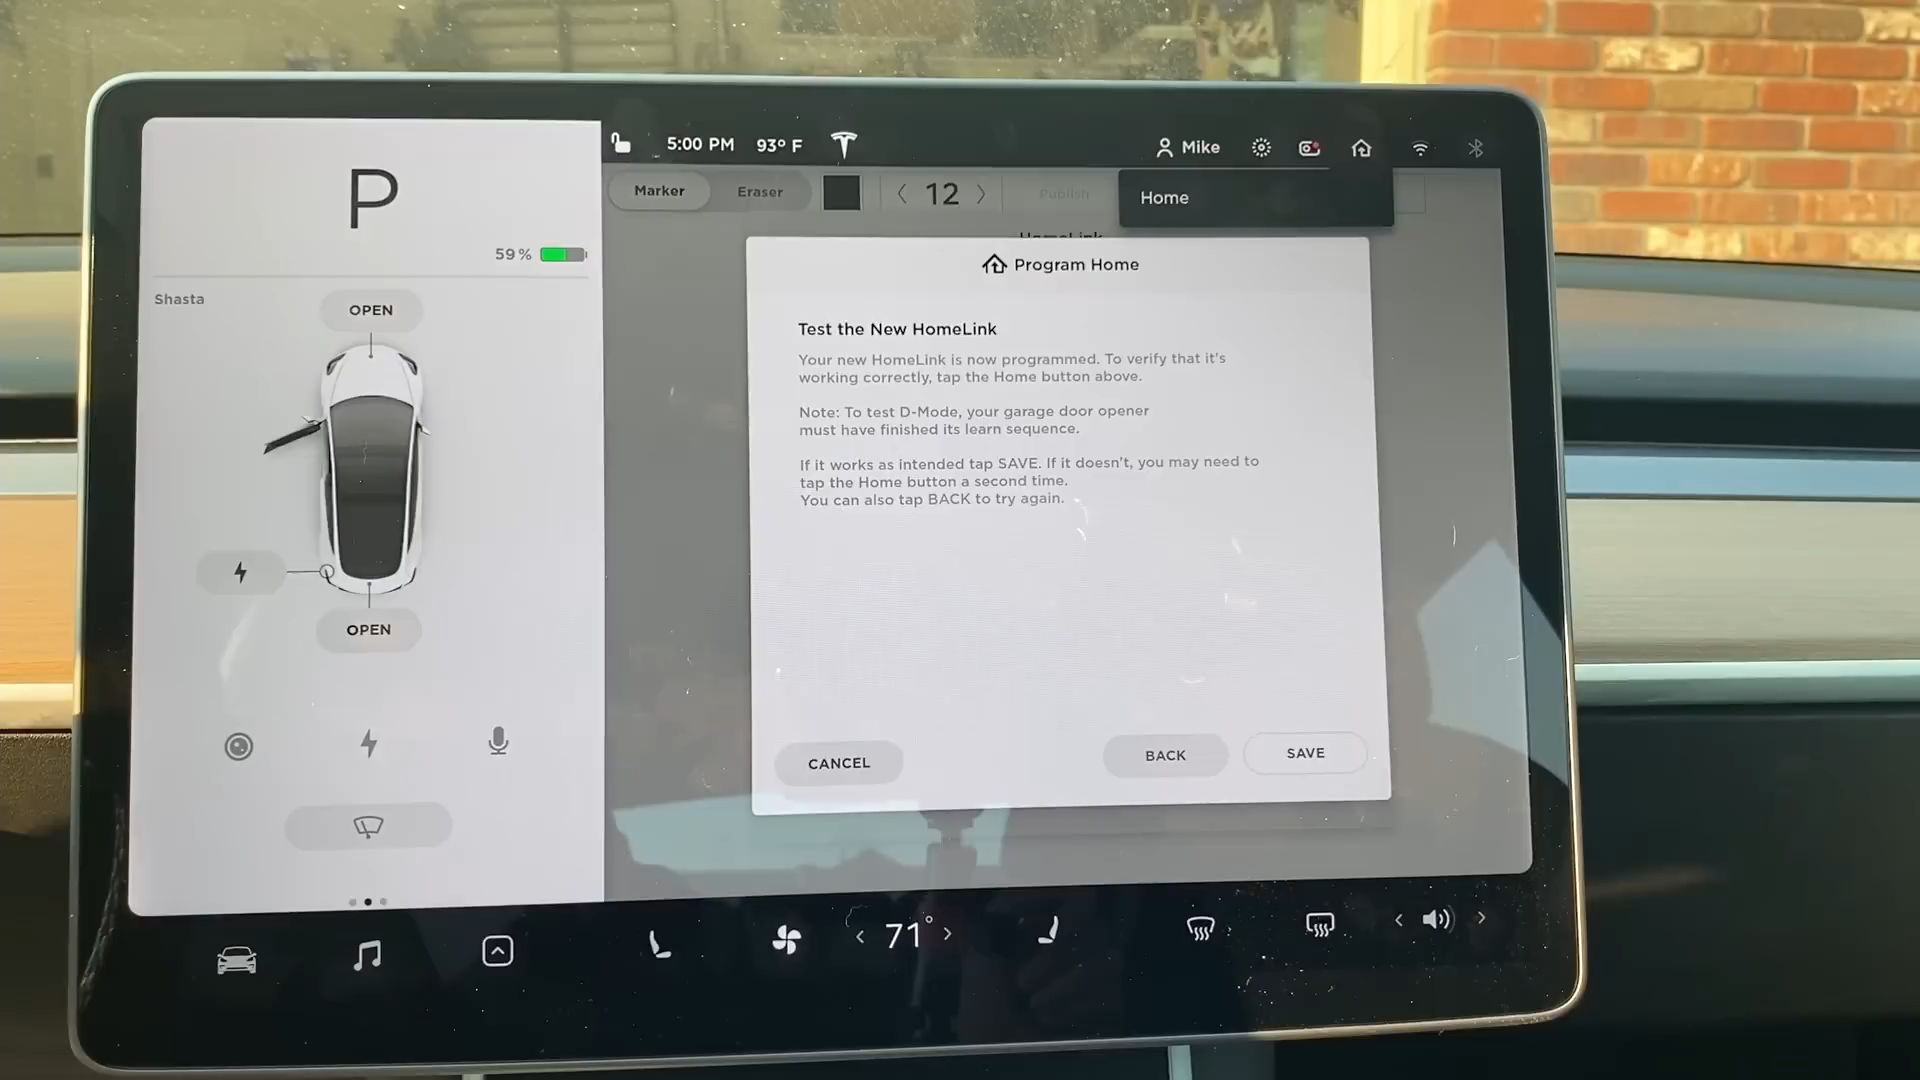 P
59 %
Shasta
OPEN
OPEN
5:00 PM 93° F
Mike
Marker Eraser 12 Publish
Home
HomeLink
Program Home
Test the New HomeLink
Your new HomeLink is now programmed. To verify that it's
working correctly, tap the Home button above.
Note: To test D-Mode, your garage door opener
must have finished its learn sequence.
If it works as intended tap SAVE. If it doesn't, you may need to
tap the Home button a second time.
You can also tap BACK to try again.
CANCEL BACK SAVE
71°